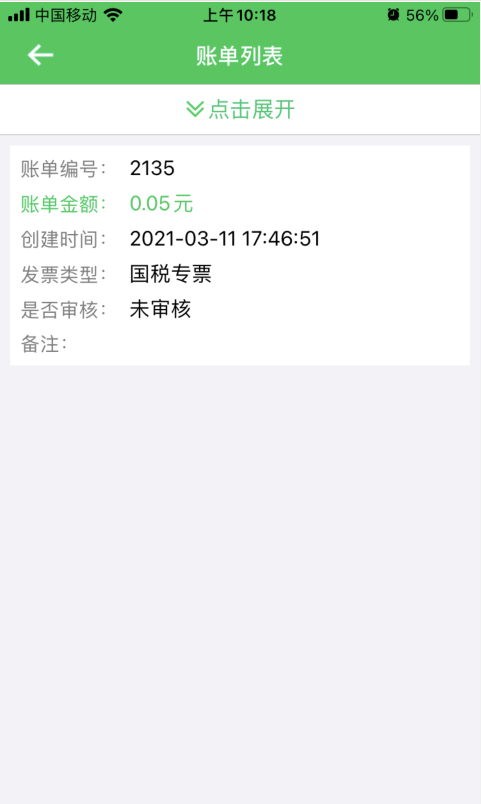 中国移动 上午10:18 56%
账单列表
点击展开
账单编号： 2135
账单金额： 0.05元
创建时间： 2021-03-11 17:46:51
发票类型： 国税专票
是否审核： 未审核
备注：